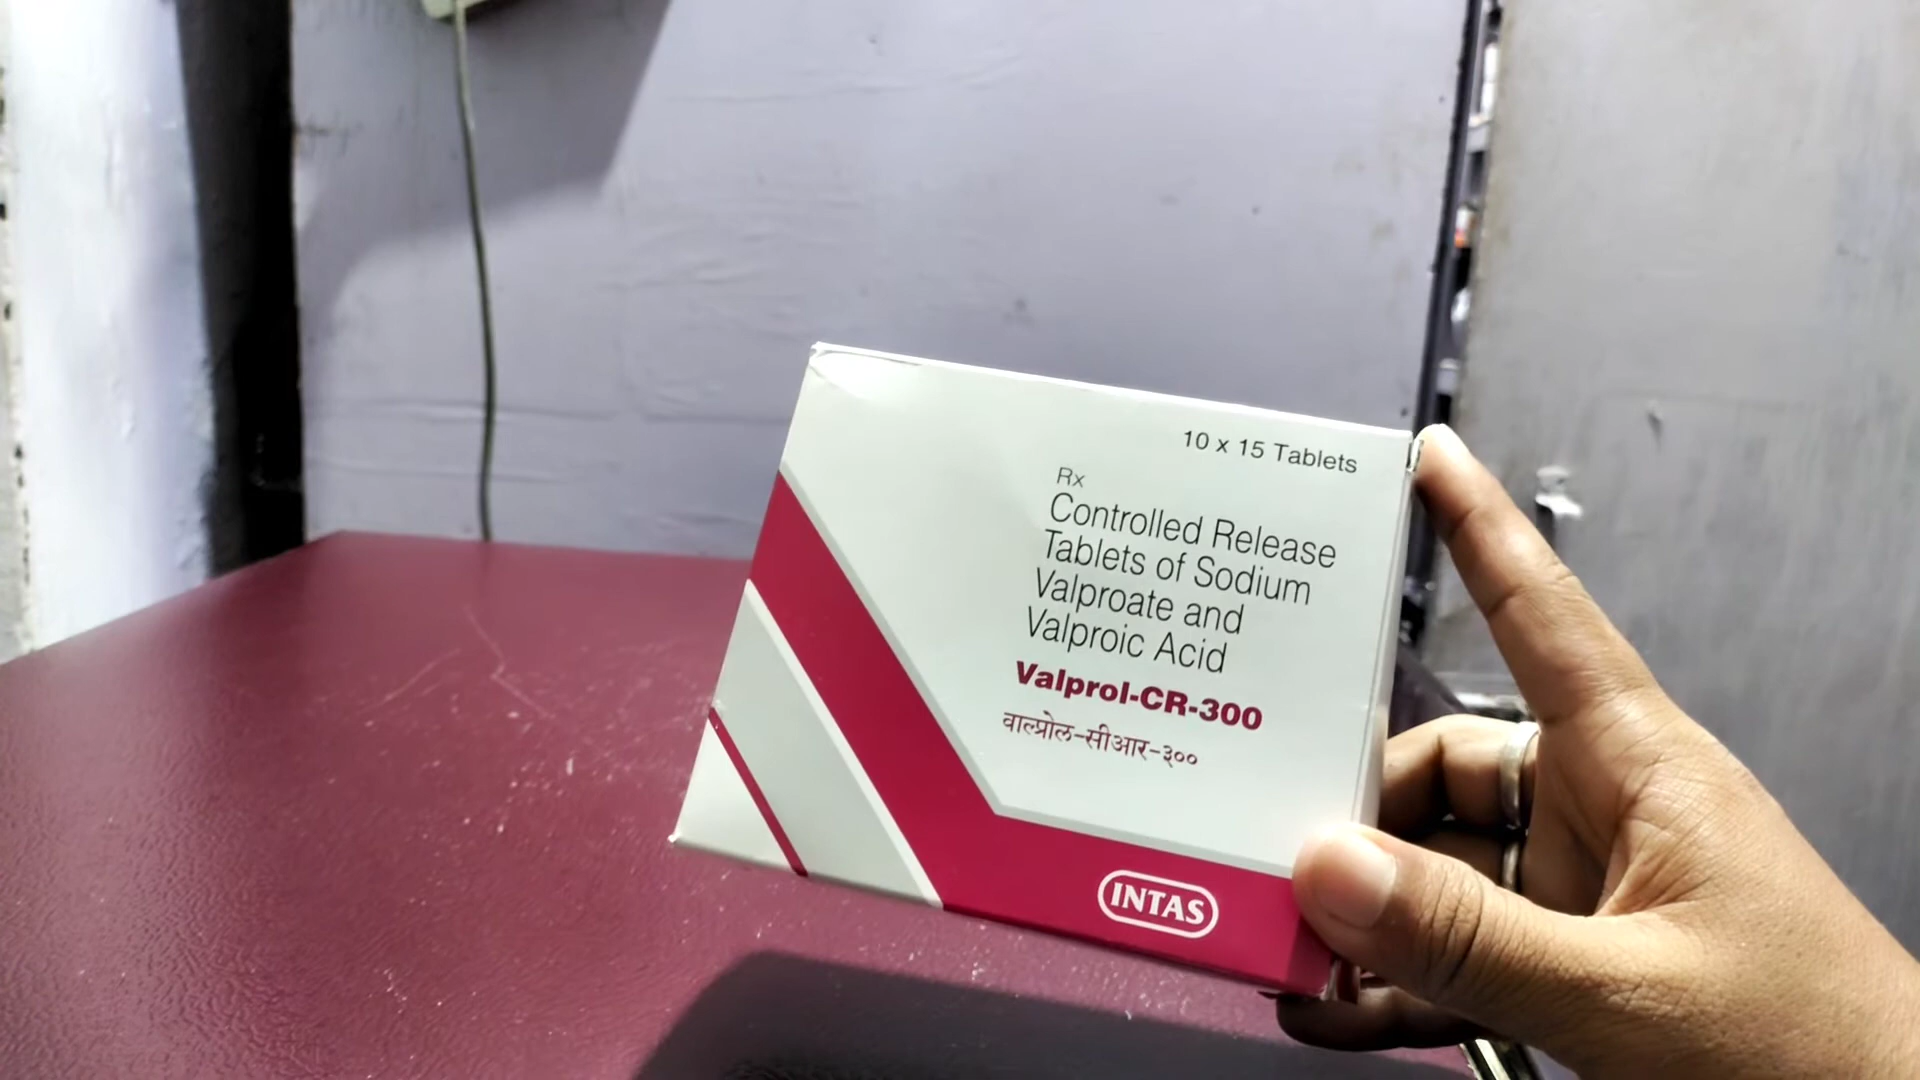 10 x 15 Tablets
Rx
Controlled Release
Tablets of Sodium
Valproate and
Valproic Acid
Valprol-CR-300
वाल्प्रोल-सीआर-३००
INTAS